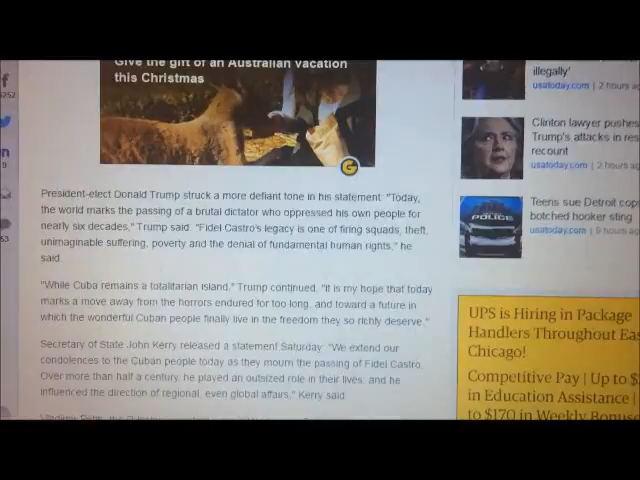 Give the gift of an Australian vacation
this Christmas
President-elect Donald Trump struck a more defiant tone in his statement: "Today,
the world marks the passing of a brutal dictator who oppressed his own people for
nearly six decades," Trump said. "Fidel Castro's legacy is one of firing squads, theft,
unimaginable suffering, poverty and the denial of fundamental human rights," he
said.
"While Cuba remains a totalitarian island," Trump continued, "it is my hope that today
marks a move away from the horrors endured for too long, and toward a future in
which the wonderful Cuban people finally live in the freedom they so richly deserve."
Secretary of State John Kerry released a statement Saturday: "We extend our
condolences to the Cuban people today as they mourn the passing of Fidel Castro.
Over more than half a century, he played an outsized role in their lives, and he
influenced the direction of regional, even global affairs," Kerry said.
illegally'
usatoday.com | 2 hours ag
Clinton lawyer pushes
Trump's attacks in res
recount
usatoday.com | 2 hours ag
POLICE
Teens sue Detroit cops
botched hooker sting
usatoday.com | 9 hours ag
UPS is Hiring in Package
Handlers Throughout Eas
Chicago!
Competitive Pay | Up to $
in Education Assistance |
to $170 in Weekly Bonus